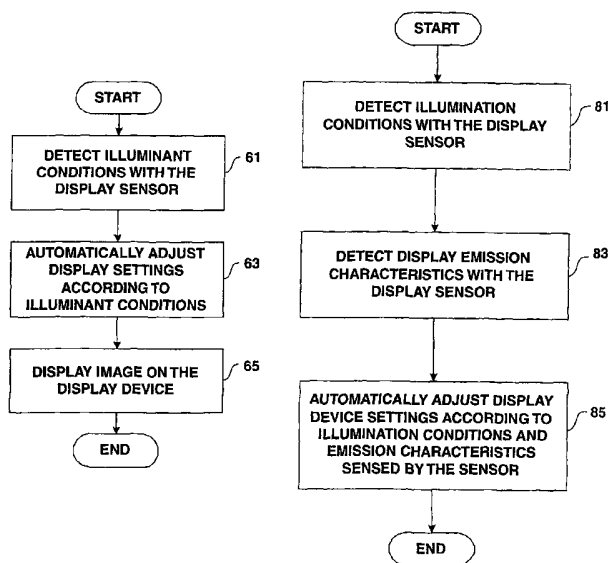 START
DETECT ILLUMINANT
CONDITIONS WITH THE
DISPLAY SENSOR
61
AUTOMATICALLY ADJUST
DISPLAY SETTINGS
ACCORDING TO
ILLUMINANT CONDITIONS
63
DISPLAY IMAGE ON THE
DISPLAY DEVICE
65
END
START
DETECT ILLUMINATION
CONDITIONS WITH THE DISPLAY
SENSOR
81
DETECT DISPLAY EMISSION
CHARACTERISTICS WITH THE
DISPLAY SENSOR
83
AUTOMATICALLY ADJUST DISPLAY
DEVICE SETTINGS ACCORDING TO
ILLUMINATION CONDITIONS AND
EMISSION CHARACTERISTICS
SENSED BY THE SENSOR
85
END